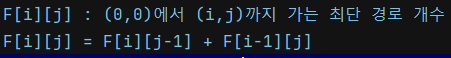 F[i][j] : (0,0)에서 (i,j)까지 가는 최단 경로 개수
F[i][j] = F[i][j-1] + F[i-1][j]